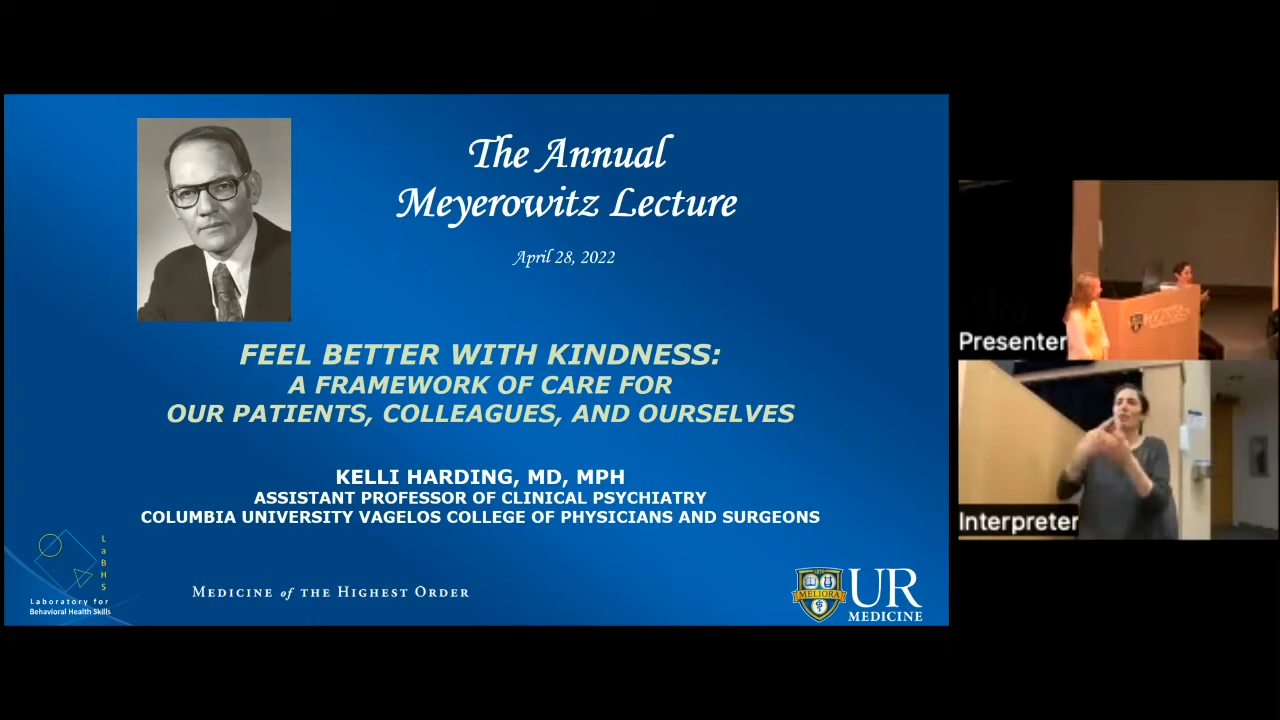 The Annual
Meyerowitz Lecture
April 28, 2022
FEEL BETTER WITH KINDNESS:
A FRAMEWORK OF CARE FOR
OUR PATIENTS, COLLEAGUES, AND OURSELVES
KELLI HARDING, MD, MPH
ASSISTANT PROFESSOR OF CLINICAL PSYCHIATRY
COLUMBIA UNIVERSITY VAGELOS COLLEGE OF PHYSICIANS AND SURGEONS
LaBHS
Laboratory for
Behavioral Health Skills
MEDICINE of THE HIGHEST ORDER
MELIORA
UR
MEDICINE
Presenter
Interpreter